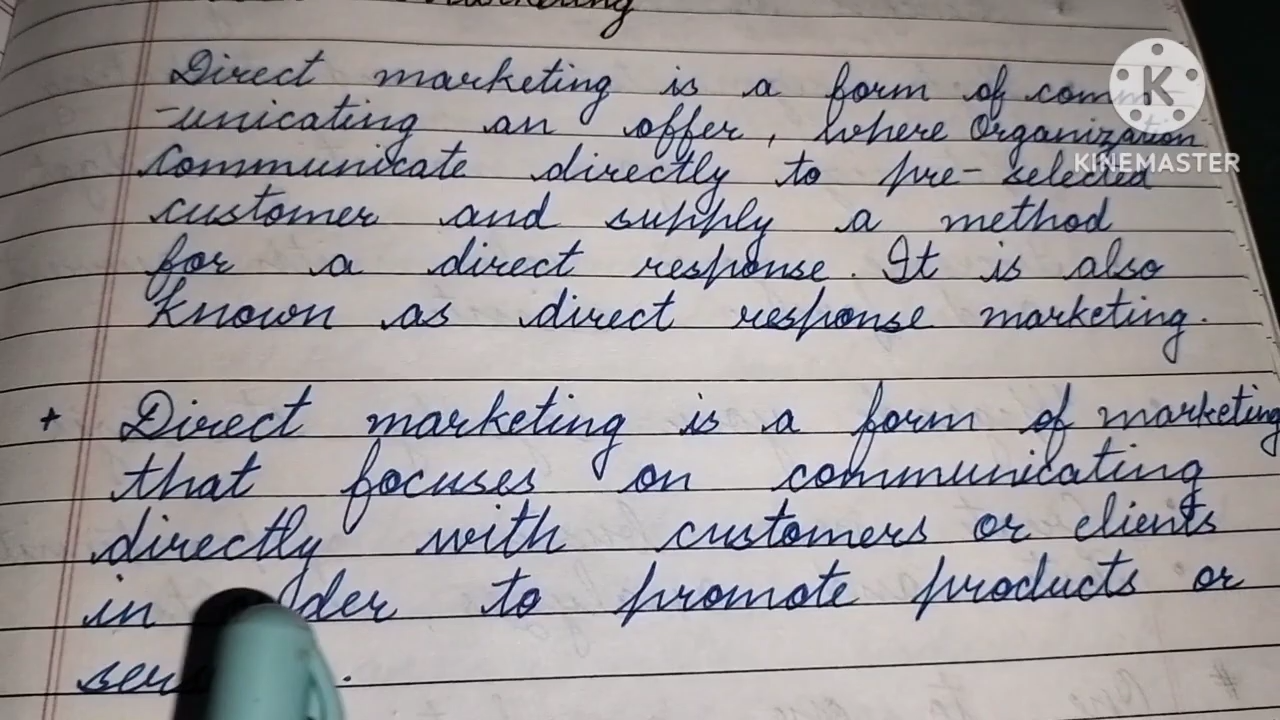 marketing
Direct marketing is a form of comm
-unicating an offer, where Organization
Communicate directly to pre-selected
customer and supply a method
for a direct response. It is also
known as direct response marketing.
+ Direct marketing is a form of marketing
that focuses on communicating
directly with customers or clients
in to promote products or
K
KINEMASTER